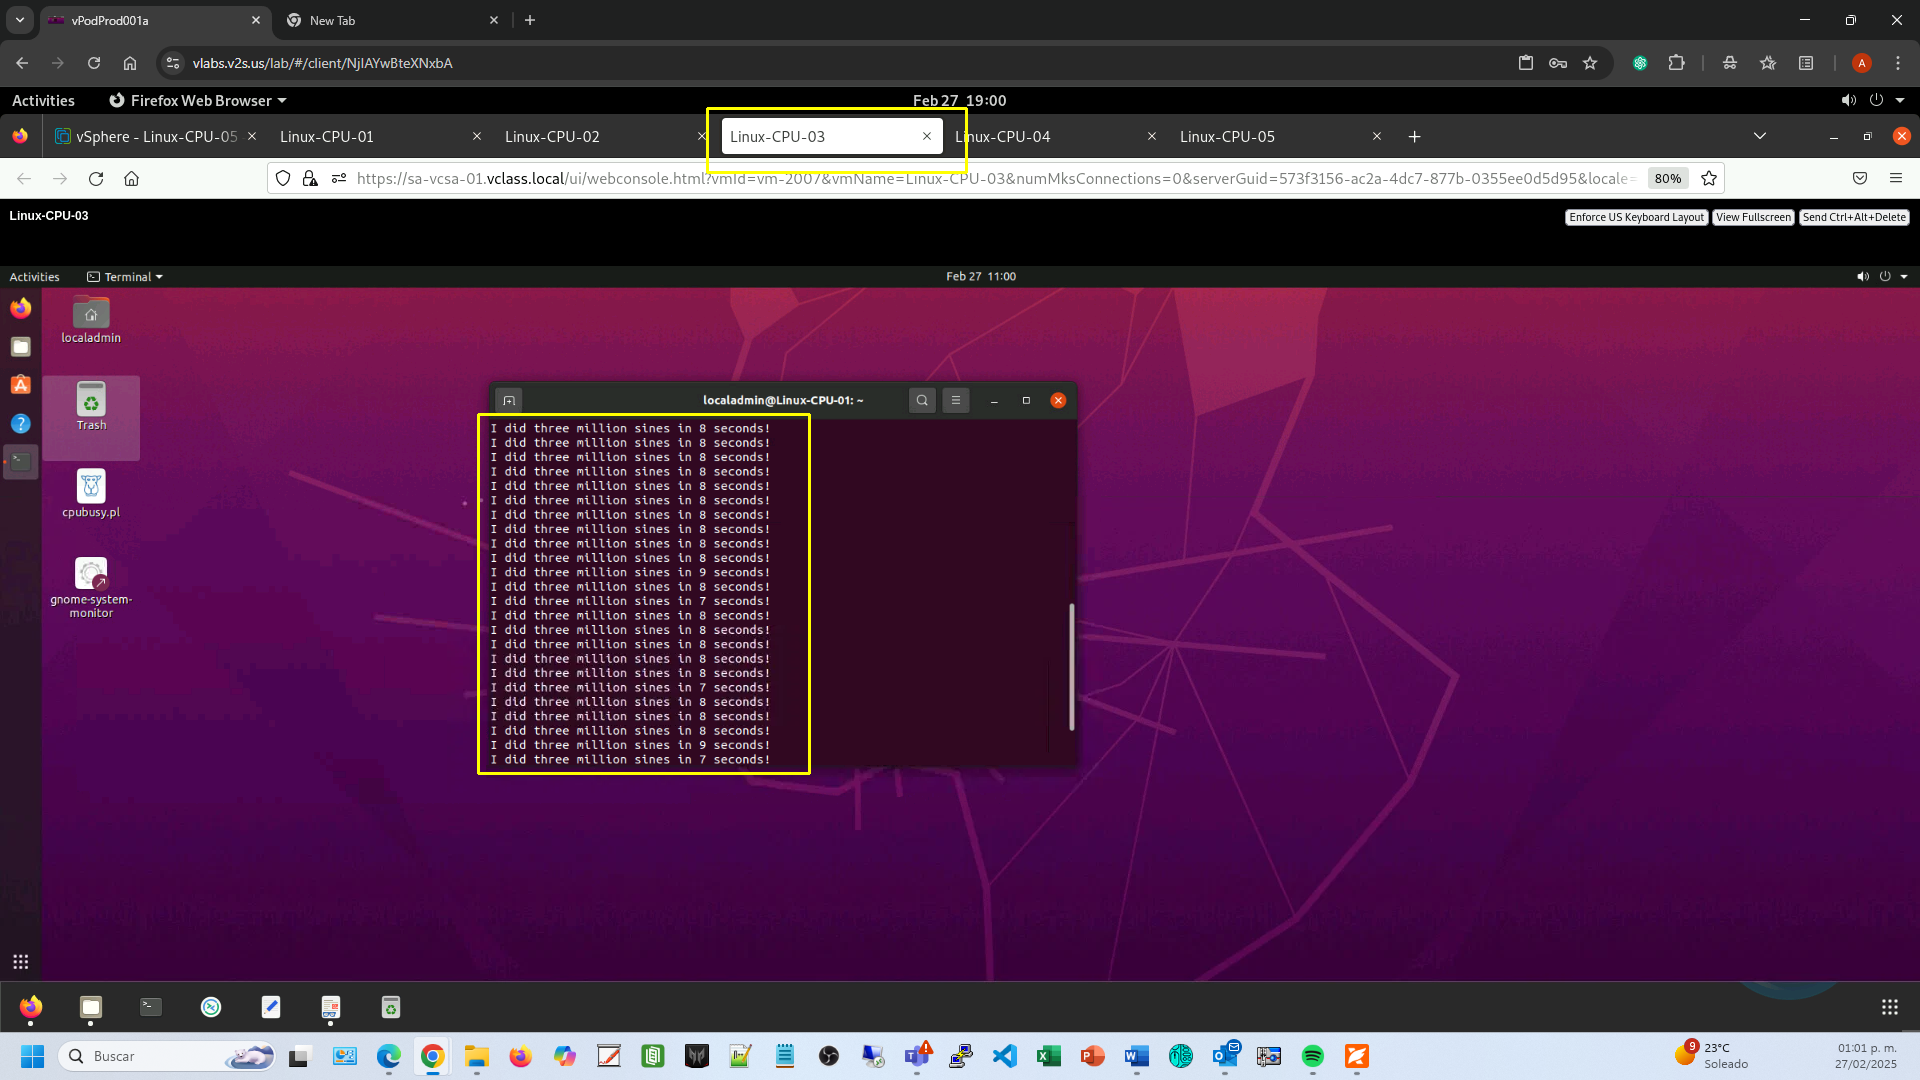 vPodProd001a
New Tab
vlabs.v2s.us/lab/#/client/NjIAYwBteXNxbA
A
Activities
Firefox Web Browser
Feb 27 19:00
vSphere - Linux-CPU-05
Linux-CPU-01
Linux-CPU-02
Linux-CPU-03
Linux-CPU-04
Linux-CPU-05
https://sa-vcsa-01.vclass.local/ui/webconsole.html?vmId=vm-2007&vmName=Linux-CPU-03&numMksConnections=0&serverGuid=573f3156-ac2a-4dc7-877b-0355ee0d5d95&locale=
80%
Linux-CPU-03
Enforce US Keyboard Layout
View Fullscreen
Send Ctrl+Alt+Delete
Activities
Terminal
Feb 27 11:00
localadmin
Trash
cpubusy.pl
gnome-system-
monitor
localadmin@Linux-CPU-01: ~
I did three million sines in 8 seconds!
I did three million sines in 8 seconds!
I did three million sines in 8 seconds!
I did three million sines in 8 seconds!
I did three million sines in 8 seconds!
I did three million sines in 8 seconds!
I did three million sines in 8 seconds!
I did three million sines in 8 seconds!
I did three million sines in 8 seconds!
I did three million sines in 8 seconds!
I did three million sines in 9 seconds!
I did three million sines in 8 seconds!
I did three million sines in 7 seconds!
I did three million sines in 8 seconds!
I did three million sines in 8 seconds!
I did three million sines in 8 seconds!
I did three million sines in 8 seconds!
I did three million sines in 8 seconds!
I did three million sines in 7 seconds!
I did three million sines in 8 seconds!
I did three million sines in 8 seconds!
I did three million sines in 8 seconds!
I did three million sines in 9 seconds!
I did three million sines in 7 seconds!
Buscar
9
23°C
Soleado
01:01 p. m.
27/02/2025